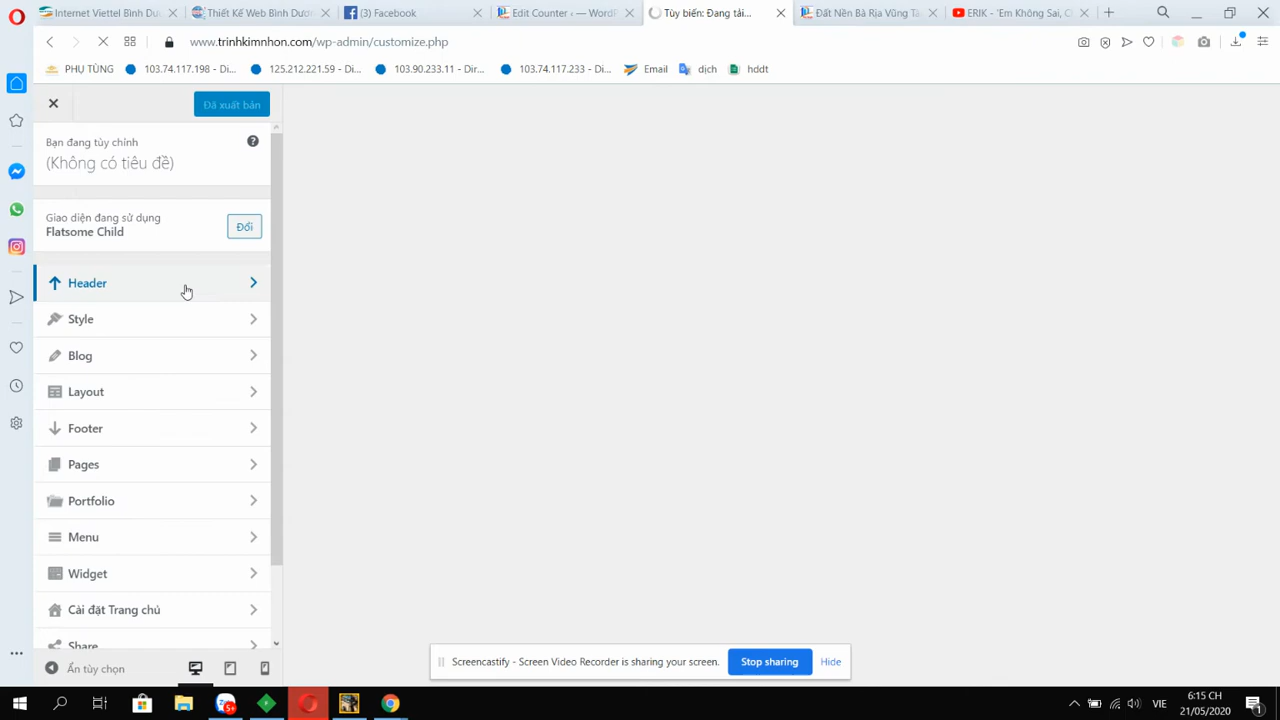 Internet Viettel Bình Dươ
Thiết Kế Web Bình Dươn
(3) Facebook
Edit Counter ‹ — WordPr
Tùy biến: Đang tải...
Đất Nền Bà Rịa Vũng Tà
ERIK - 'Em Không Sai, C
www.trinhkimnhon.com/wp-admin/customize.php
PHỤ TÙNG
103.74.117.198 - Di...
125.212.221.59 - Di...
103.90.233.11 - Dir...
103.74.117.233 - Di...
Email
dịch
hddt
Đã xuất bản
Bạn đang tùy chỉnh
(Không có tiêu đề)
Giao diện đang sử dụng
Flatsome Child
Đổi
Header
Style
Blog
Layout
Footer
Pages
Portfolio
Menu
Widget
Cài đặt Trang chủ
Share
Ẩn tùy chọn
Screencastify - Screen Video Recorder is sharing your screen.
Stop sharing
Hide
5+
VIE
6:15 CH
21/05/2020
1